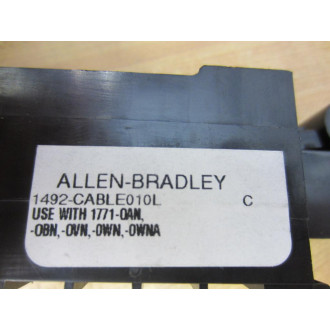 ALLEN-BRADLEY
1492-CABLE010L C
USE WITH 1771-OAN,
-OBN, -OVN, -OWN, -OWNA